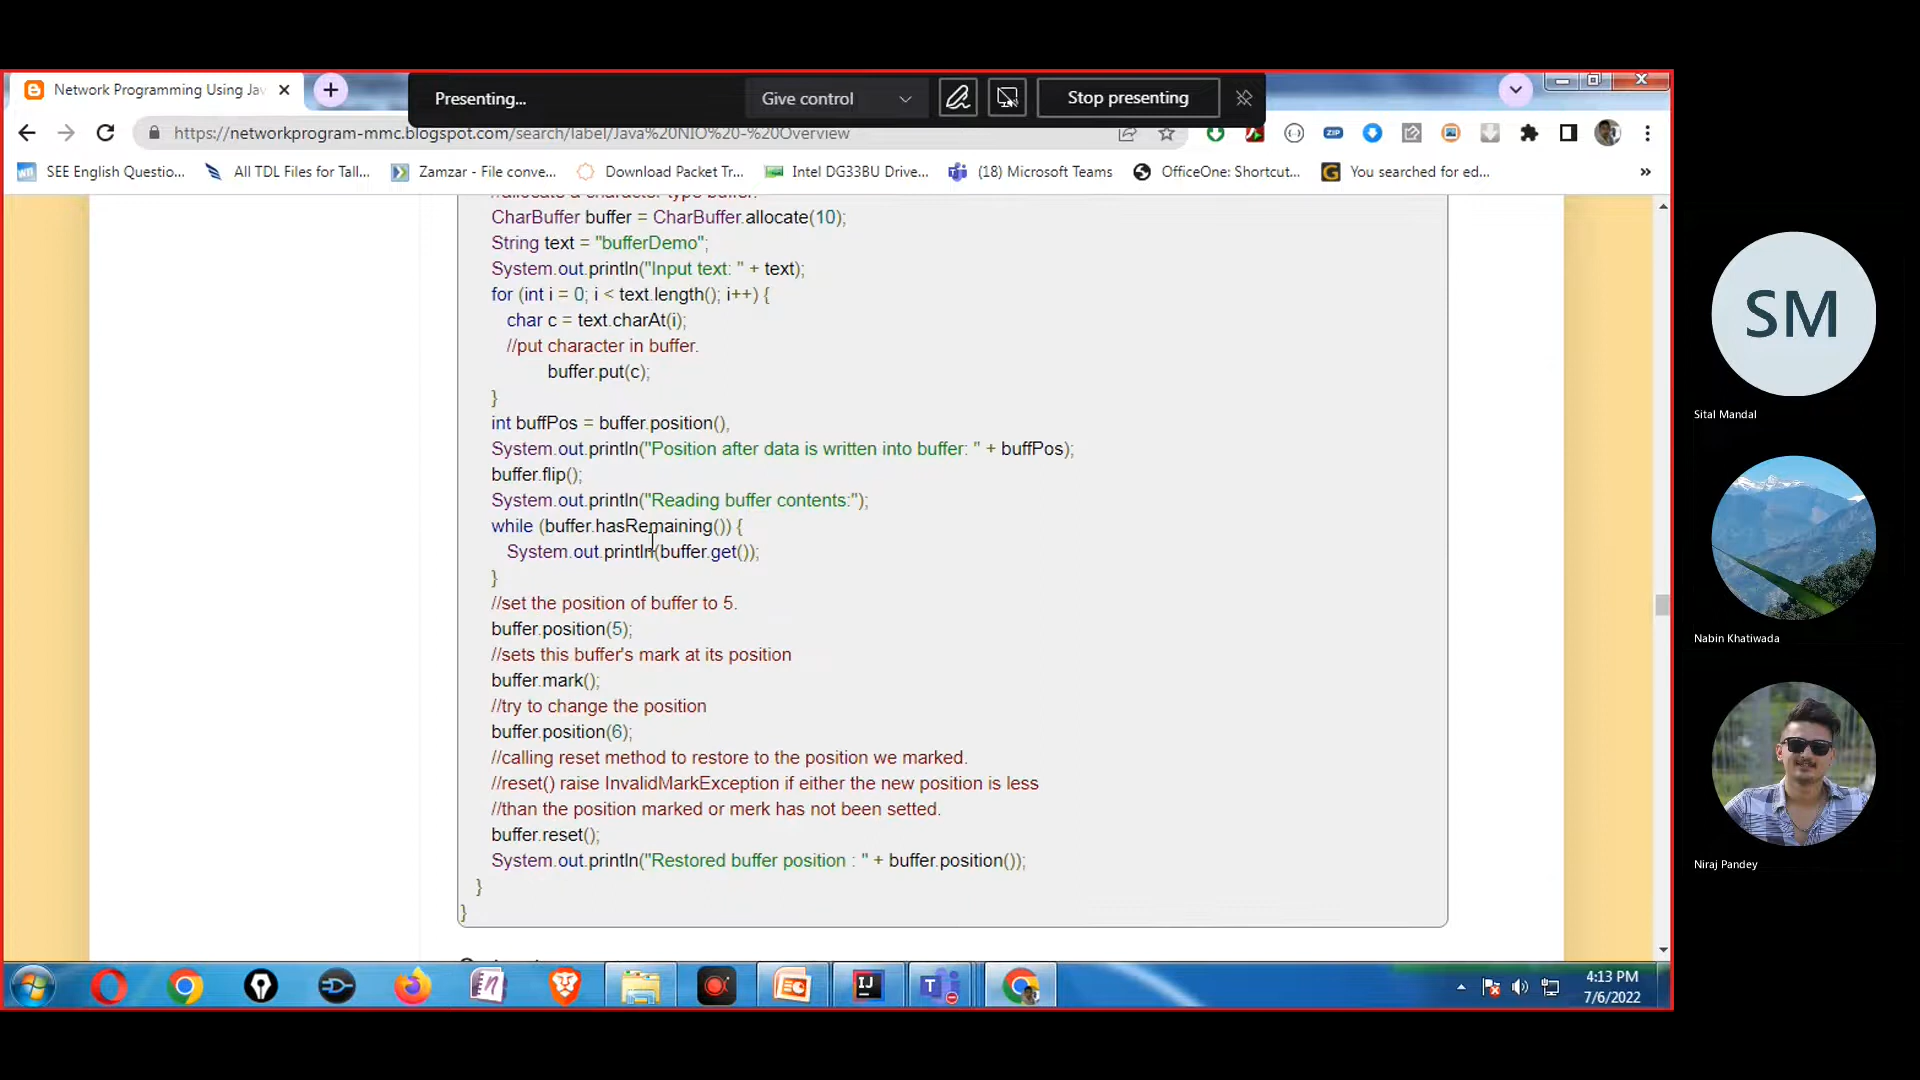 Network Programming Using Jav
Presenting...
Give control
Stop presenting
https://networkprogram-mmc.blogspot.com/search/label/Java%20NIO%20-%20Overview
SEE English Questio...
All TDL Files for Tall...
Zamzar - File conve...
Download Packet Tr...
Intel DG33BU Drive...
(18) Microsoft Teams
OfficeOne: Shortcut...
You searched for ed...
//allocate a character type buffer.
CharBuffer buffer = CharBuffer.allocate(10);
String text = "bufferDemo";
System.out.println("Input text: " + text);
for (int i = 0; i < text.length(); i++) {
char c = text.charAt(i);
//put character in buffer.
buffer.put(c);
}
int buffPos = buffer.position(),
System.out.println("Position after data is written into buffer: " + buffPos);
buffer.flip();
System.out.println("Reading buffer contents:");
while (buffer.hasRemaining()) {
System.out.println(buffer.get());
}
//set the position of buffer to 5.
buffer.position(5);
//sets this buffer's mark at its position
buffer.mark();
//try to change the position
buffer.position(6);
//calling reset method to restore to the position we marked.
//reset() raise InvalidMarkException if either the new position is less
//than the position marked or merk has not been setted.
buffer.reset();
System.out.println("Restored buffer position : " + buffer.position());
}
}
SM
Sital Mandal
Nabin Khatiwada
Niraj Pandey
ZIP
IJ
4:13 PM
7/6/2022